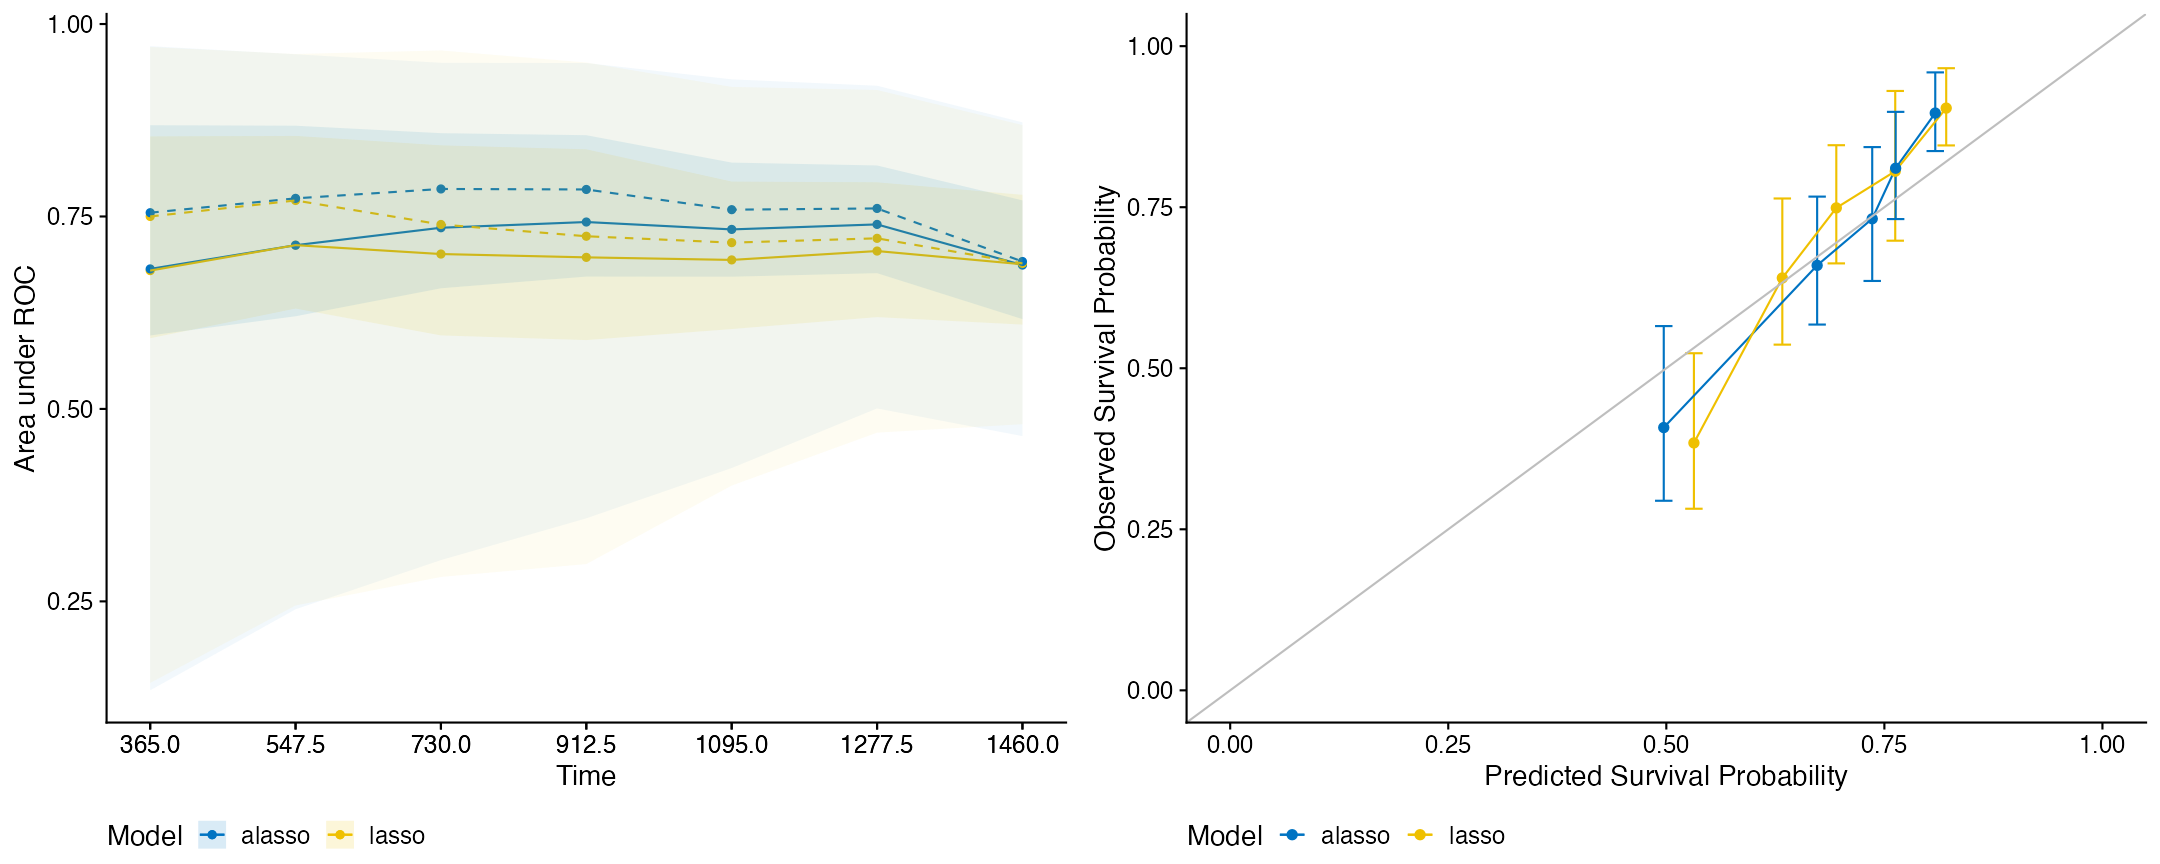 Area under ROC
1.00
0.75
0.50
0.25
365.0 547.5 730.0 912.5 1095.0 1277.5 1460.0
Time
Model alasso lasso
Observed Survival Probability
1.00
0.75
0.50
0.25
0.00
0.00 0.25 0.50 0.75 1.00
Predicted Survival Probability
Model alasso lasso